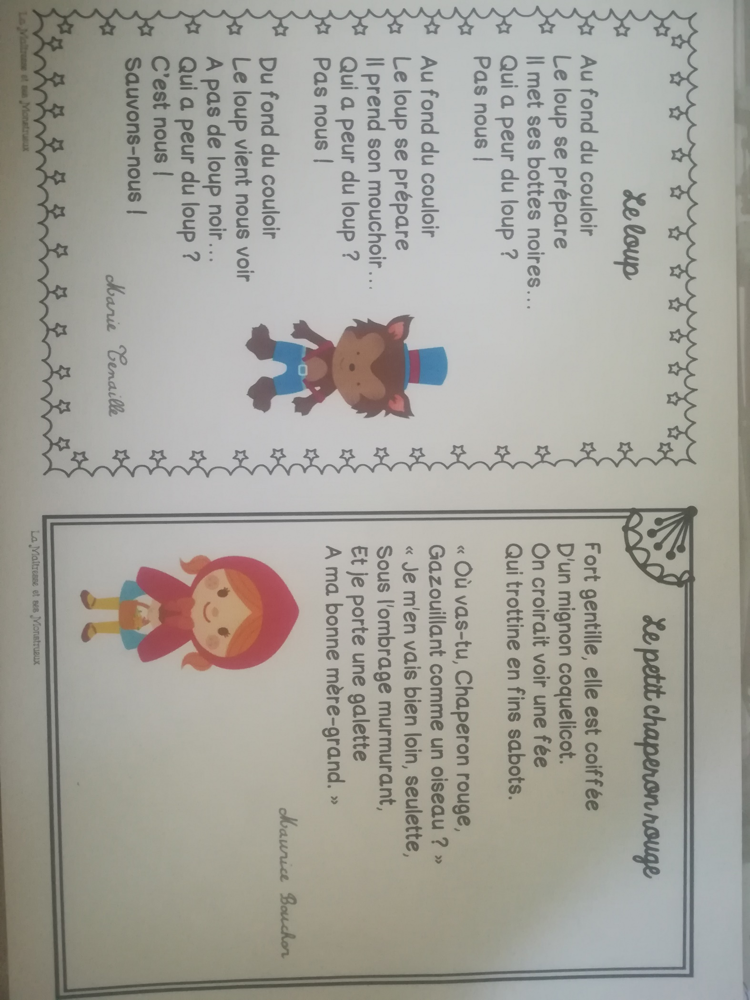 Le loup
Au fond du couloir
Le loup se prépare
Il met ses bottes noires...
Qui a peur du loup ?
Pas nous !
Au fond du couloir
Le loup se prépare
Il prend son mouchoir...
Qui a peur du loup ?
Pas nous !
Du fond du couloir
Le loup vient nous voir
A pas de loup noir...
Qui a peur du loup ?
C'est nous !
Sauvons-nous !
Marie Tenaille
La Maîtresse et ses Monstrueux
Le petit chaperon rouge
Fort gentille, elle est coiffée
D'un mignon coquelicot.
On croirait voir une fée
Qui trottine en fins sabots.
« Où vas-tu, Chaperon rouge,
Gazouillant comme un oiseau ? »
« Je m'en vais bien loin, seulette,
Sous l'ombrage murmurant,
Et je porte une galette
A ma bonne mère-grand. »
Maurice Bouchor
La Maîtresse et ses Monstrueux